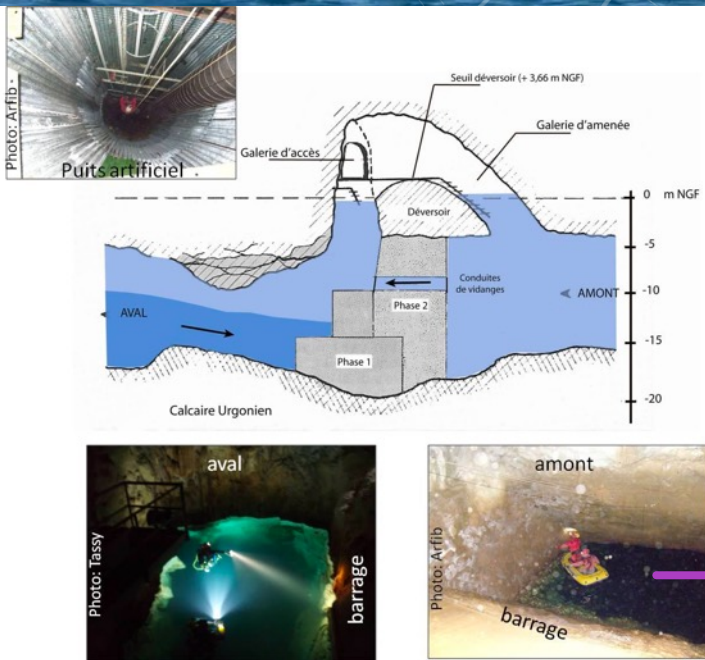 Photo: Arfib -
Puits artificiel
Seuil déversoir (+ 3,66 m NGF)
Galerie d'accès
Galerie d'amenée
0 m NGF
Déversoir
-5
Conduites
de vidanges
-10
AMONT
AVAL
Phase 2
Phase 1
-15
-20
Calcaire Urgonien
aval
Photo: Tassy
barrage
amont
Photo: Arfib
barrage